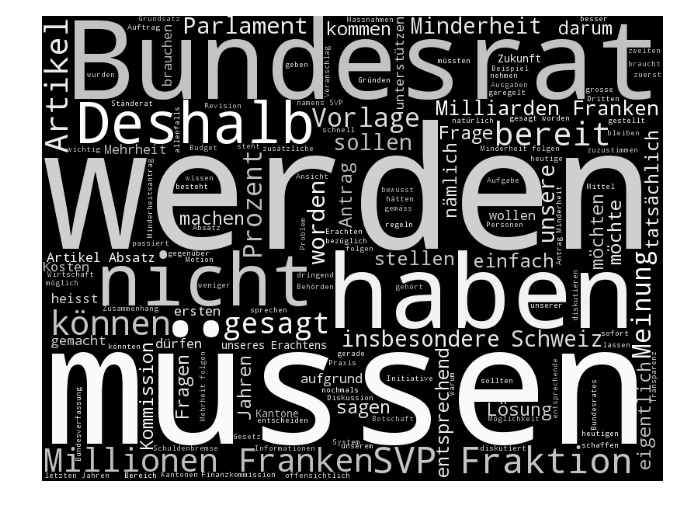 Grundsatz
Massnahmen
besser
Auftrag
Parlament
kommen
Minderheit
darum
zweiten
Artikel
Bundesrat
brauchen
unterstützen
Zukunft
braucht
wurden
geben
Voranschlag
Gründen
müssten
Beispiel
nehmen
zuerst
Ausgaben
geregelt
grosse
Dritten
Ständerat
Revision
namens SVP
Milliarden Franken
allenfalls
Deshalb
Vorlage
schnell
natürlich
gesagt worden
gestellt
Frage
bereit
bleiben
wichtig
Mehrheit
Budget
steht
zusätzliche
sollen
Minderheit folgen
heutige
zuzustimmen
werden
Minderheitsantrag
wissen
besteht
Prozent
Ansicht
Antrag
nämlich
bewusst
hätten
gemäss
Aufgabe
unsere
Mittel
tatsächlich
machen
Absatz
worden
Problem
regeln
wollen
Personen
Antrag Minderheit
möchten
möchte
passiert
Erachten
bezüglich
folgen
Artikel Absatz
gegenüber
Motion
stellen
einfach
Kosten
Wirtschaft
möglich
nicht
weniger
dringend
Behörden
haben
gehört
diskutieren
Meinung
heisst
Zusammenhang
ersten
sprechen
unserer
können
gesagt
insbesondere Schweiz
sofort
lassen
gemacht
könnten
dürfen
unseres Erachtens
gerade
Praxis
entsprechend
Kommission
Fragen
Mehrheit folgen
Jahren
aufgrund
Initiative
nochmals
Diskussion
warum
sollten
entsprechende
Transparenz
müssen
sagen
Kantone
entscheiden
Botschaft
Lösung
Möglichkeit
Bundesrates
eigentlich
Bundesverfassung
Gesetz
System
unserem
heutigen
Schuldenbremse
Informationen
diskutiert
schaffen
Millionen Franken
SVP Fraktion
letzten Jahren
Bereich
Kantonen
Finanzkommission
offensichtlich